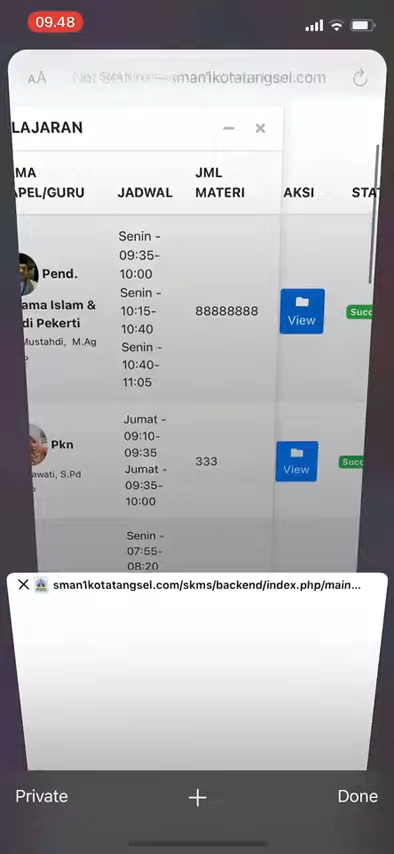 09.48
AA
sman1kotatangsel.com
LAJARAN
MA
APEL/GURU
JADWAL
JML
MATERI
AKSI
STAT
Pend.
ama Islam &
di Pekerti
Mustahdi, M.Ag
Senin -
09:35-
10:00
Senin -
10:15-
10:40
Senin -
10:40-
11:05
88888888
View
Succ
Pkn
awati, S.Pd
Jumat -
09:10-
09:35
Jumat -
09:35-
10:00
333
View
Succ
Senin -
07:55-
08:20
sman1kotatangsel.com/skms/backend/index.php/main...
Private
Done